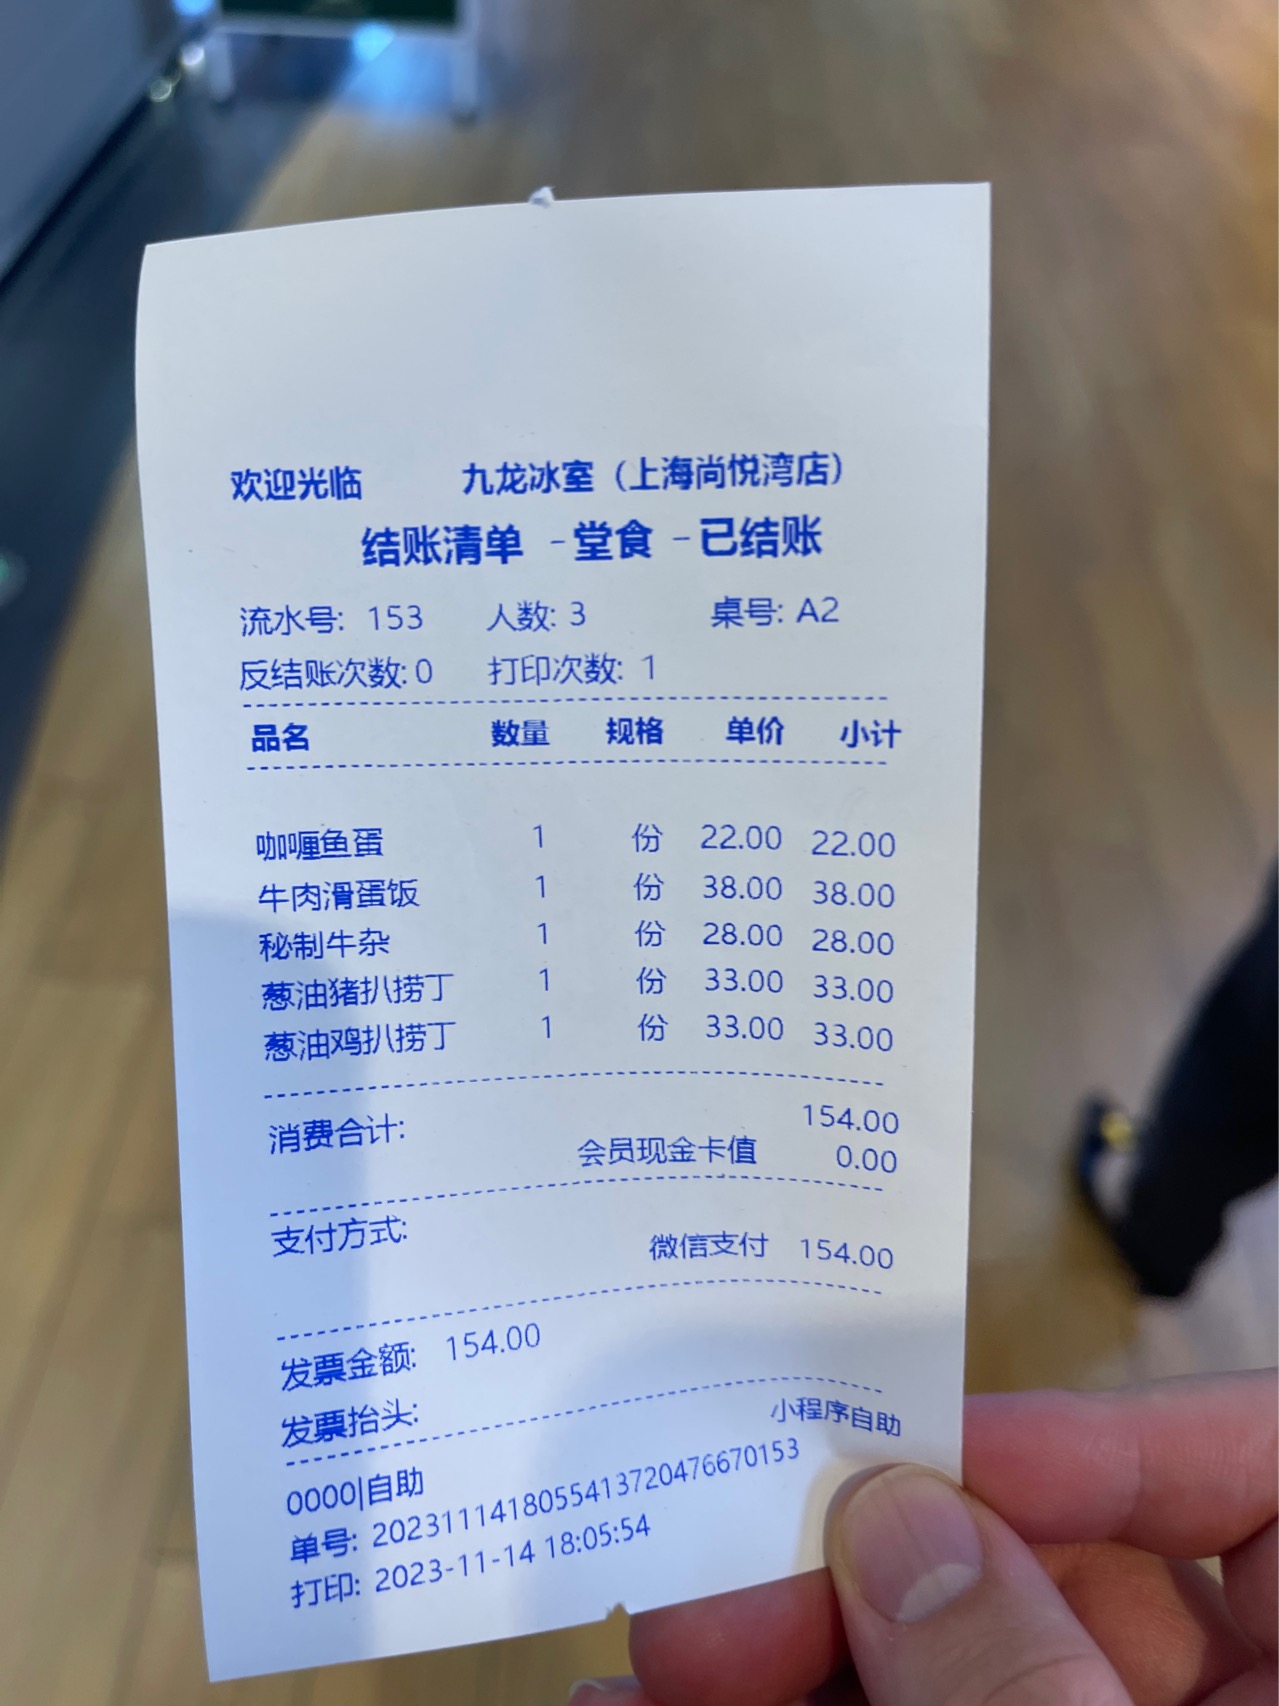 欢迎光临 九龙冰室（上海尚悦湾店）
结账清单 -堂食 -已结账
流水号: 153 人数: 3 桌号: A2
反结账次数: 0 打印次数: 1
品名 数量 规格 单价 小计
咖喱鱼蛋 1 份 22.00 22.00
牛肉滑蛋饭 1 份 38.00 38.00
秘制牛杂 1 份 28.00 28.00
葱油猪扒捞丁 1 份 33.00 33.00
葱油鸡扒捞丁 1 份 33.00 33.00
消费合计: 154.00
会员现金卡值 0.00
支付方式:
微信支付 154.00
发票金额: 154.00
发票抬头:
小程序自助
0000|自助
单号: 2023111418055413720476670153
打印: 2023-11-14 18:05:54